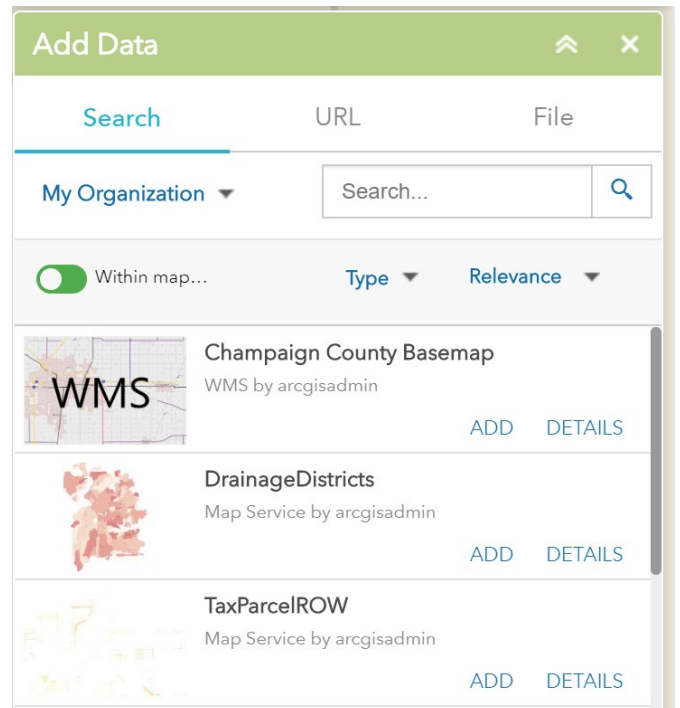 Add Data
Search URL File
My Organization Search...
Within map... Type Relevance
Champaign County Basemap
WMS
WMS by arcgisadmin
ADD DETAILS
DrainageDistricts
Map Service by arcgisadmin
ADD DETAILS
TaxParcelROW
Map Service by arcgisadmin
ADD DETAILS